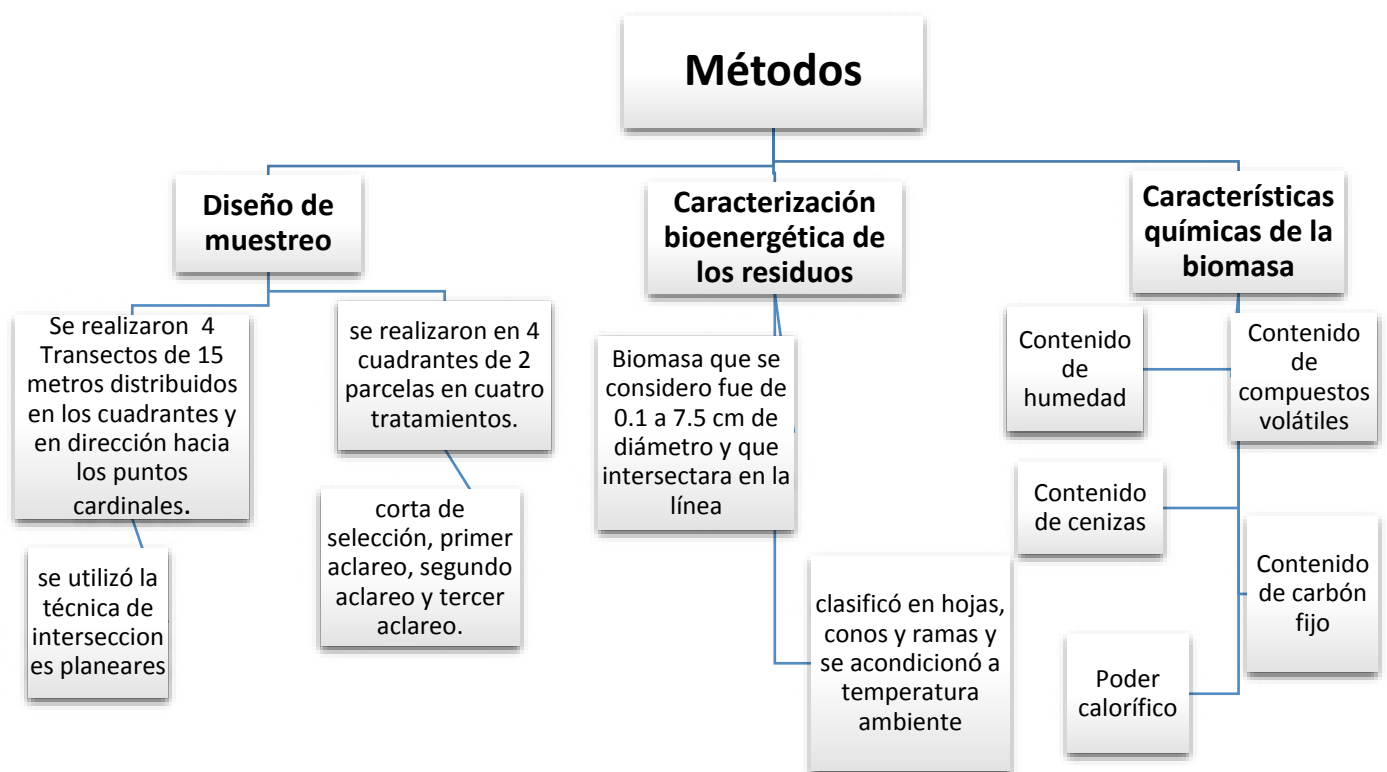 Métodos
Diseño de
muestreo
Se realizaron 4
Transectos de 15
metros distribuidos
en los cuadrantes y
en dirección hacia
los puntos
cardinales.
se utilizó la
técnica de
interseccion
es planeares
se realizaron en 4
cuadrantes de 2
parcelas en cuatro
tratamientos.
corta de
selección, primer
aclareo, segundo
aclareo y tercer
aclareo.
Caracterización
bioenergética de
los residuos
Biomasa que se
considero fue de
0.1 a 7.5 cm de
diámetro y que
intersectara en la
línea
clasificó en hojas,
conos y ramas y
se acondicionó a
temperatura
ambiente
Características
químicas de la
biomasa
Contenido
de
humedad
Contenido
de
compuestos
volátiles
Contenido
de cenizas
Contenido
de carbón
fijo
Poder
calorífico